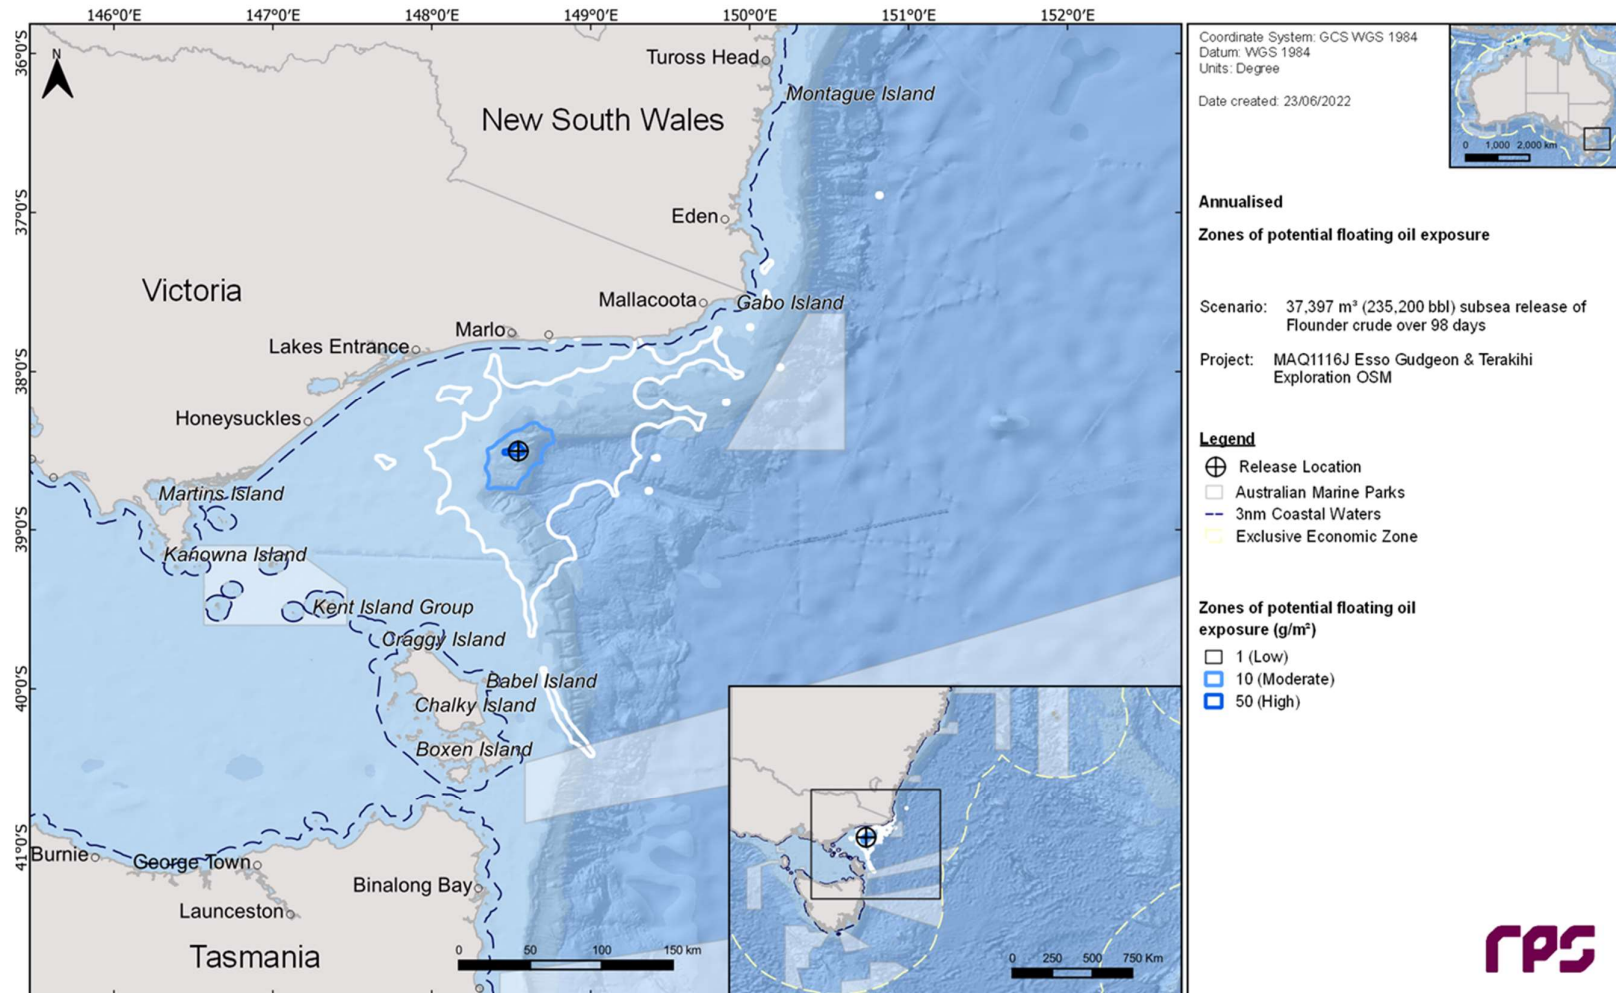 146°0'E 147°0'E 148°0'E 149°0'E 150°0'E 151°0'E 152°0'E
36°0'S
37°0'S
38°0'S
39°0'S
40°0'S
41°0'S
N
Tuross Head
Montague Island
New South Wales
Eden
Victoria
Mallacoota
Gabo Island
Marlo
Lakes Entrance
Honeysuckles
Martins Island
Kanowna Island
Kent Island Group
Craggy Island
Babel Island
Chalky Island
Boxen Island
Burnie
George Town
Binalong Bay
Launceston
Tasmania
0 50 100 150 km
0 250 500 750 Km
Coordinate System: GCS WGS 1984
Datum: WGS 1984
Units: Degree
Date created: 23/06/2022
0 1,000 2,000 km
Annualised
Zones of potential floating oil exposure
Scenario: 37,397 m³ (235,200 bbl) subsea release of
Flounder crude over 98 days
Project: MAQ1116J Esso Gudgeon & Terakihi
Exploration OSM
Legend
Release Location
Australian Marine Parks
3nm Coastal Waters
Exclusive Economic Zone
Zones of potential floating oil
exposure (g/m²)
1 (Low)
10 (Moderate)
50 (High)
rps